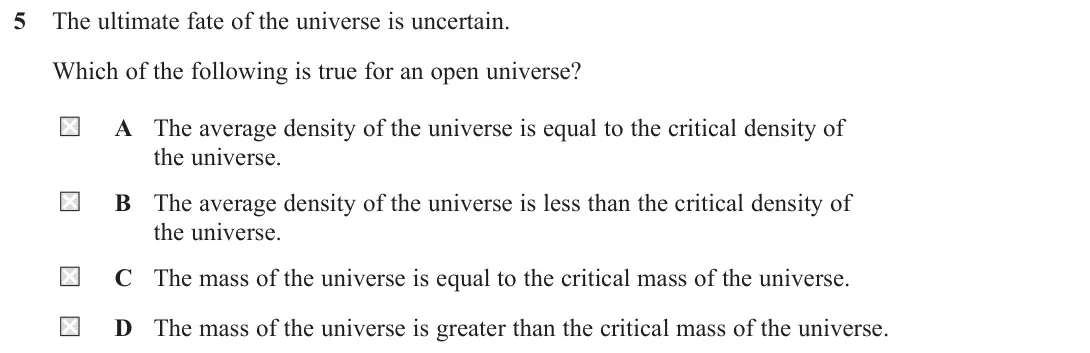 5 The ultimate fate of the universe is uncertain.
Which of the following is true for an open universe?
A The average density of the universe is equal to the critical density of
the universe.
B The average density of the universe is less than the critical density of
the universe.
C The mass of the universe is equal to the critical mass of the universe.
D The mass of the universe is greater than the critical mass of the universe.